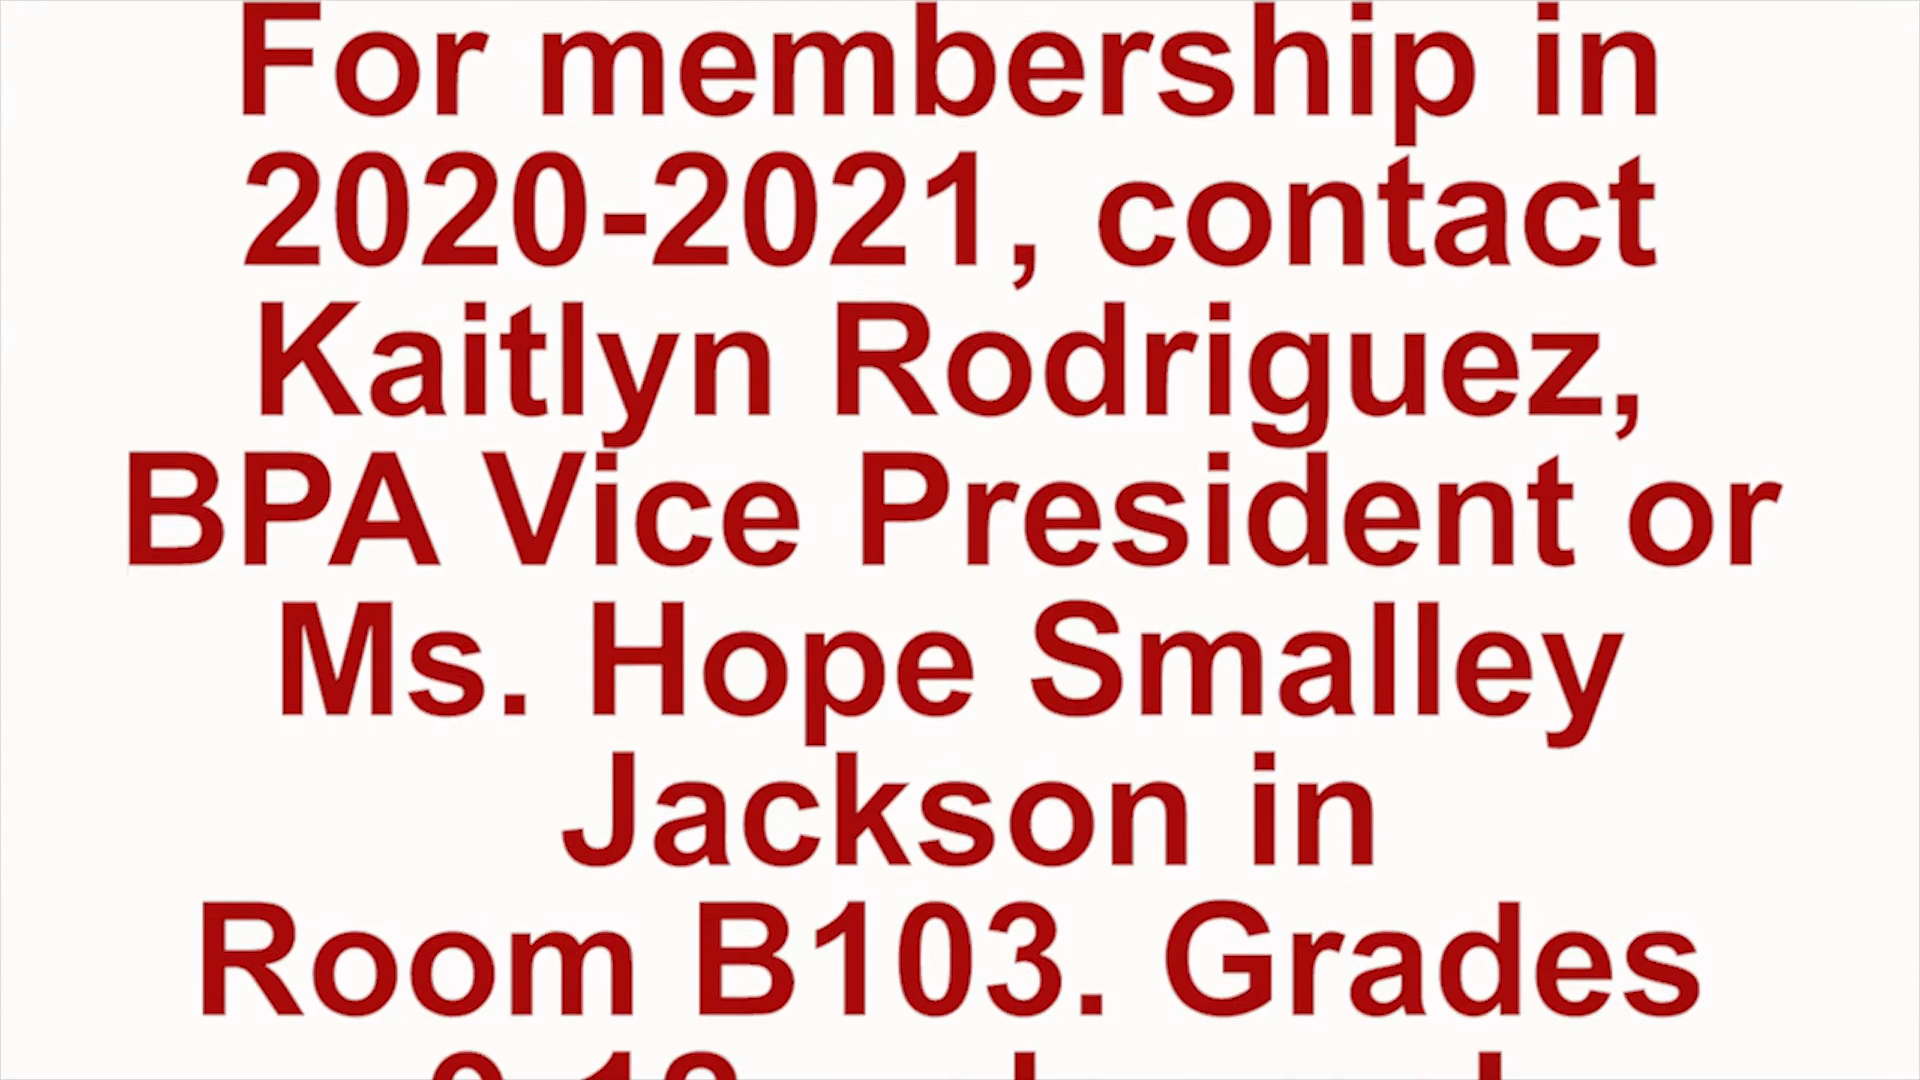 For membership in
2020-2021, contact
Kaitlyn Rodriguez,
BPA Vice President or
Ms. Hope Smalley
Jackson in
Room B103. Grades